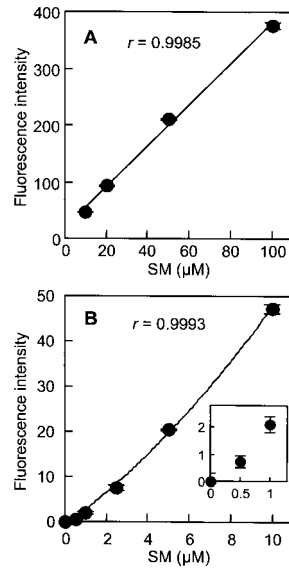 A
r = 0.9985
Fluorescence intensity
400
300
200
100
0
0 20 40 60 80 100
SM (µM)
B
r = 0.9993
Fluorescence intensity
50
40
30
20
10
0
2
1
0
0 0.5 1
0 2 4 6 8 10
SM (µM)